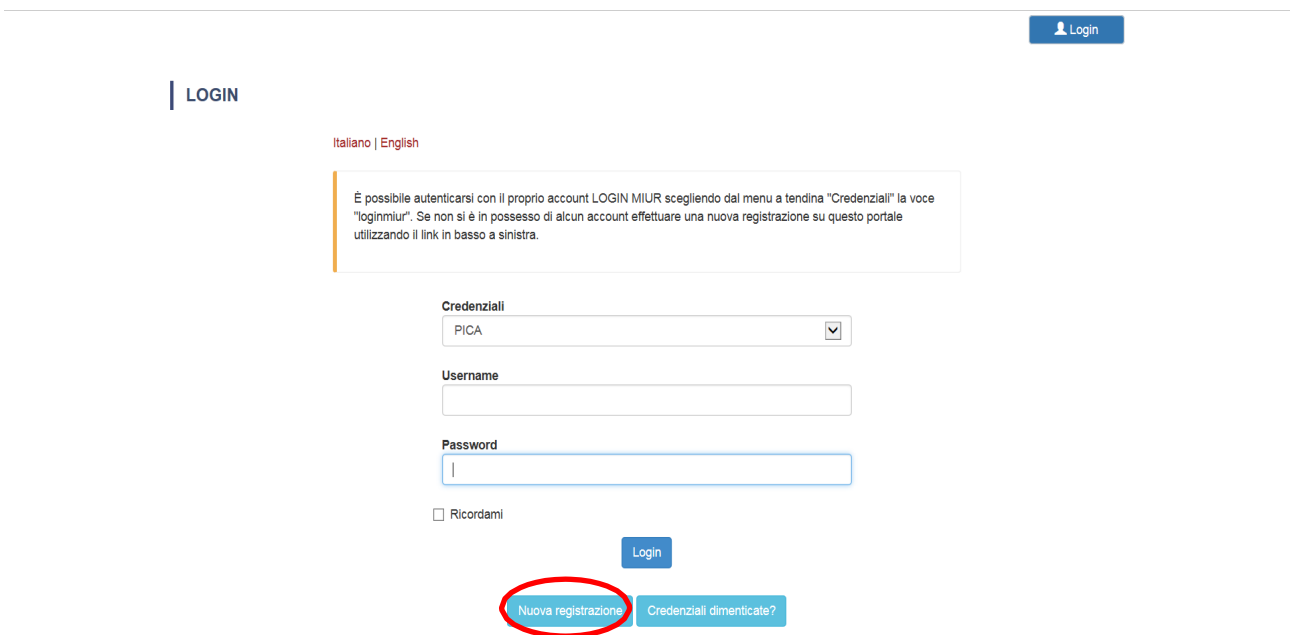 Login
LOGIN
Italiano | English
È possibile autenticarsi con il proprio account LOGIN MIUR scegliendo dal menu a tendina "Credenziali" la voce
"loginmiur". Se non si è in possesso di alcun account effettuare una nuova registrazione su questo portale
utilizzando il link in basso a sinistra.
Credenziali
PICA
Username
Password
Ricordami
Login
Nuova registrazione Credenziali dimenticate?